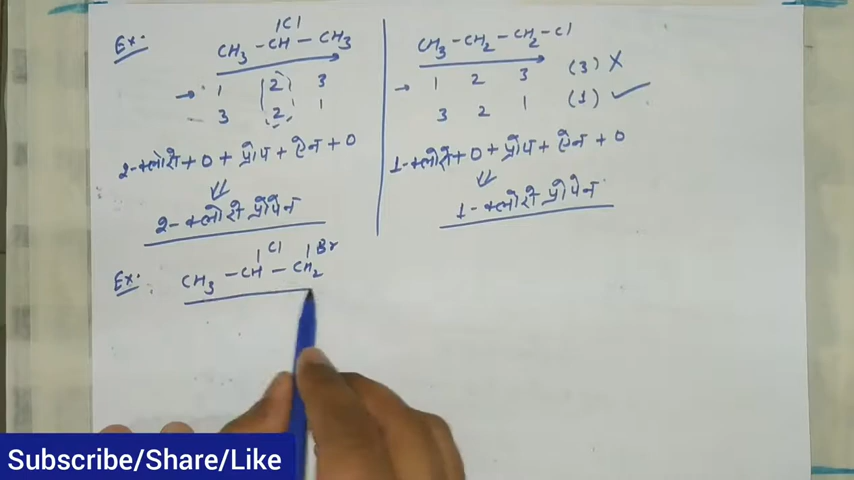 Ex.
Cl
CH3 - CH - CH3
→ 1 2 3
3 2 1
2-क्लोरो + 0 + प्रोप + ऐन + 0
⇓
2- क्लोरो प्रोपेन
CH3 - CH2 - CH2 - Cl
→ 1 2 3 (3) ✗
3 2 1 (1) ✓
1-क्लोरो + 0 + प्रोप + ऐन + 0
⇓
1- क्लोरो प्रोपेन
Ex.
Cl Br
CH3 - CH - CH2
Subscribe/Share/Like